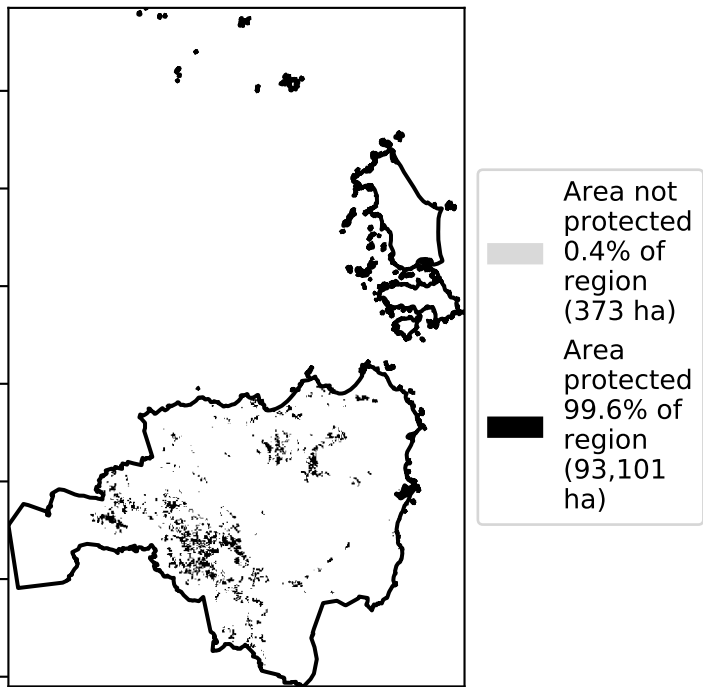 Area not
protected
0.4% of
region
(373 ha)
Area
protected
99.6% of
region
(93,101
ha)